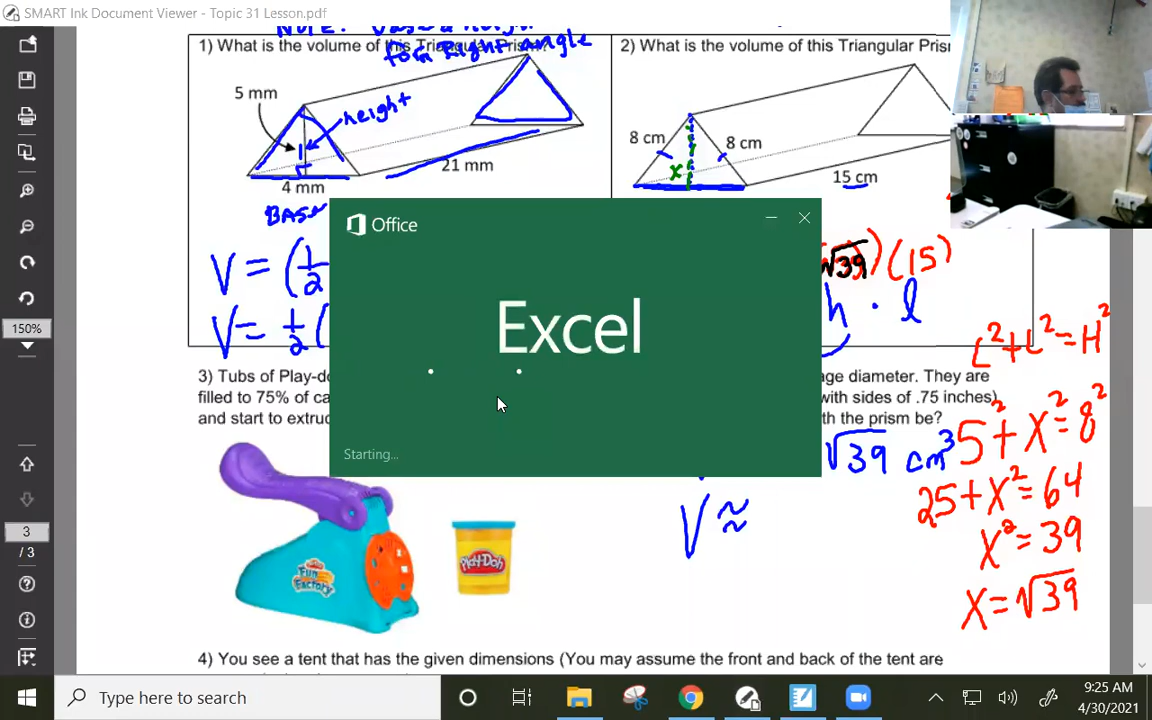 SMART Ink Document Viewer - Topic 31 Lesson.pdf
1) What is the volume of this Triangular Prism?
form Right angle
2) What is the volume of this Triangular Pris
5 mm
height
8 cm
8 cm
x
21 mm
15 cm
4 mm
BASE
V = (1/2
√39) (15)
V = 1/2 (
h · l
L² + L² = H²
Office
Excel
Starting...
150%
3) Tubs of Play-do
age diameter. They are
filled to 75% of ca
with sides of .75 inches)
and start to extruc
th the prism be?
5² + x² = 8²
√39 cm³
25 + x² = 64
V ≈
x² = 39
x = √39
3
/ 3
Play-Doh
Fun Factory
4) You see a tent that has the given dimensions (You may assume the front and back of the tent are
Type here to search
9:25 AM
4/30/2021